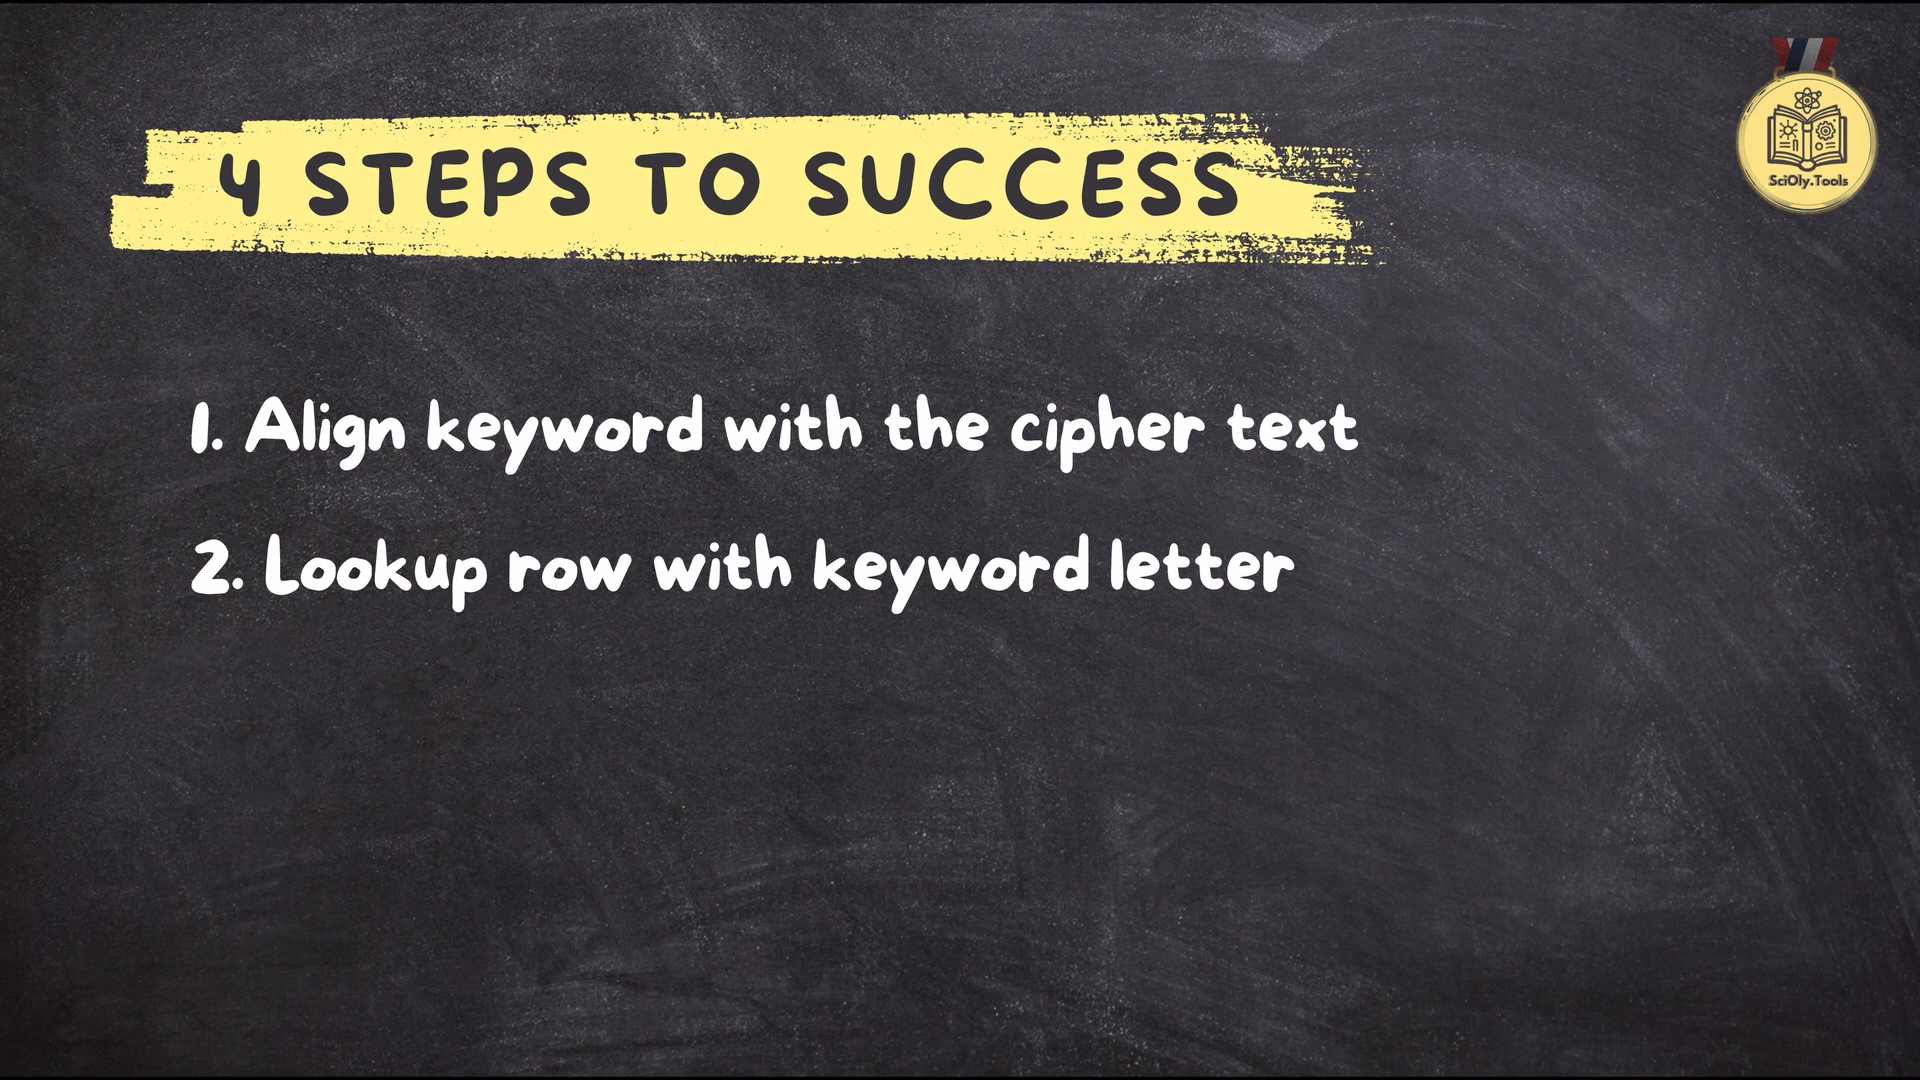 4 STEPS TO SUCCESS
SciOly.Tools
1. Align keyword with the cipher text
2. Lookup row with keyword letter